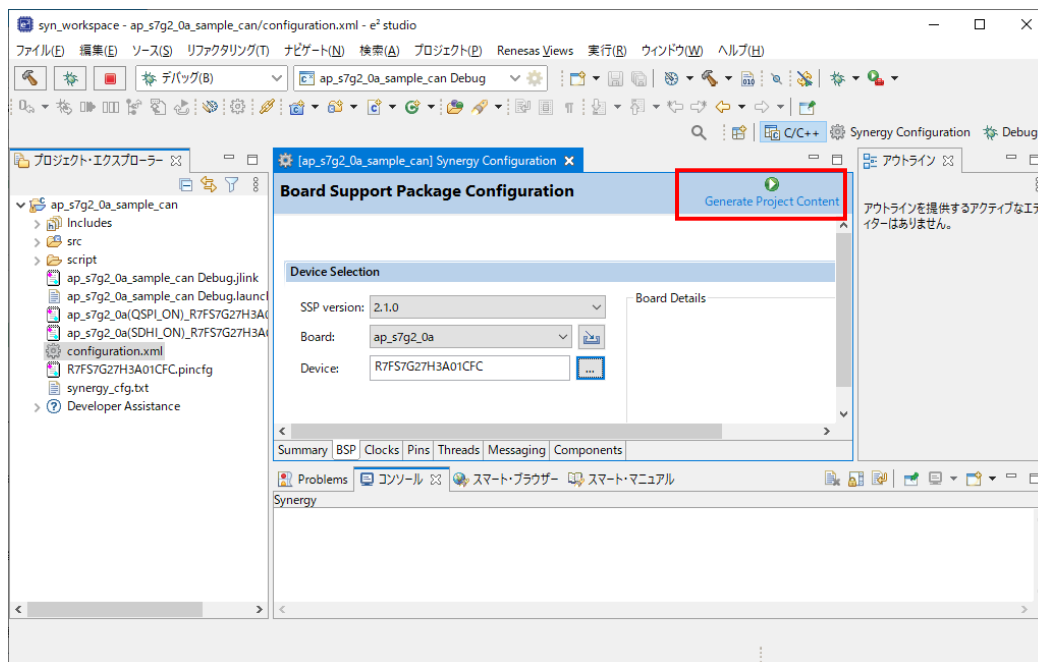 syn_workspace - ap_s7g2_0a_sample_can/configuration.xml - e² studio
ファイル(F) 編集(E) ソース(S) リファクタリング(T) ナビゲート(N) 検索(A) プロジェクト(P) Renesas Views 実行(R) ウィンドウ(W) ヘルプ(H)
デバッグ(B) ap_s7g2_0a_sample_can Debug
C/C++ Synergy Configuration Debug
プロジェクト・エクスプローラー
ap_s7g2_0a_sample_can
Includes
src
script
ap_s7g2_0a_sample_can Debug.jlink
ap_s7g2_0a_sample_can Debug.launcl
ap_s7g2_0a(QSPI_ON)_R7FS7G27H3A0
ap_s7g2_0a(SDHI_ON)_R7FS7G27H3A
configuration.xml
R7FS7G27H3A01CFC.pincfg
synergy_cfg.txt
Developer Assistance
[ap_s7g2_0a_sample_can] Synergy Configuration
Board Support Package Configuration
Generate Project Content
Device Selection
SSP version: 2.1.0
Board: ap_s7g2_0a
Device: R7FS7G27H3A01CFC ...
Board Details
Summary BSP Clocks Pins Threads Messaging Components
アウトライン
アウトラインを提供するアクティブなエデ
ィターはありません。
Problems コンソール スマート・ブラウザー スマート・マニュアル
Synergy